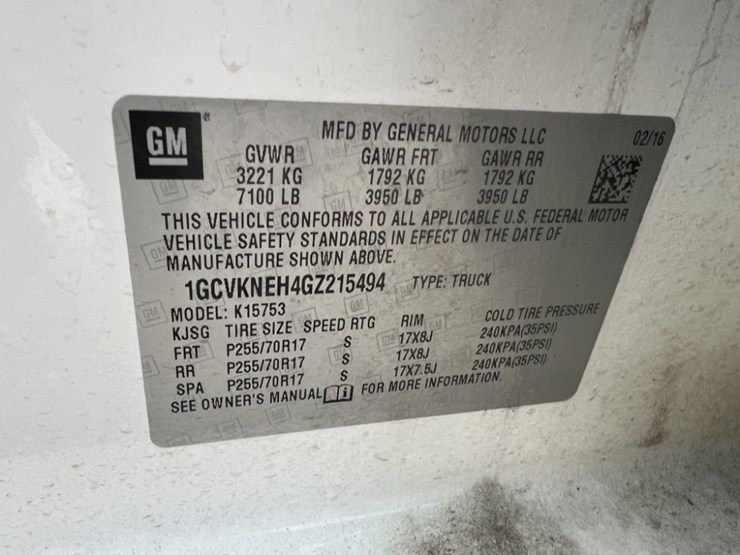 GM
MFD BY GENERAL MOTORS LLC 02/16
GVWR GAWR FRT GAWR RR
3221 KG 1792 KG 1792 KG
7100 LB 3950 LB 3950 LB
THIS VEHICLE CONFORMS TO ALL APPLICABLE U.S. FEDERAL MOTOR
VEHICLE SAFETY STANDARDS IN EFFECT ON THE DATE OF
MANUFACTURE SHOWN ABOVE.
1GCVKNEH4GZ215494 TYPE: TRUCK
MODEL: K15753
KJSG TIRE SIZE SPEED RTG RIM COLD TIRE PRESSURE
FRT P255/70R17 S 17X8J 240KPA(35PSI)
RR P255/70R17 S 17X8J 240KPA(35PSI)
SPA P255/70R17 S 17X7.5J 240KPA(35PSI)
SEE OWNER'S MANUAL i FOR MORE INFORMATION.